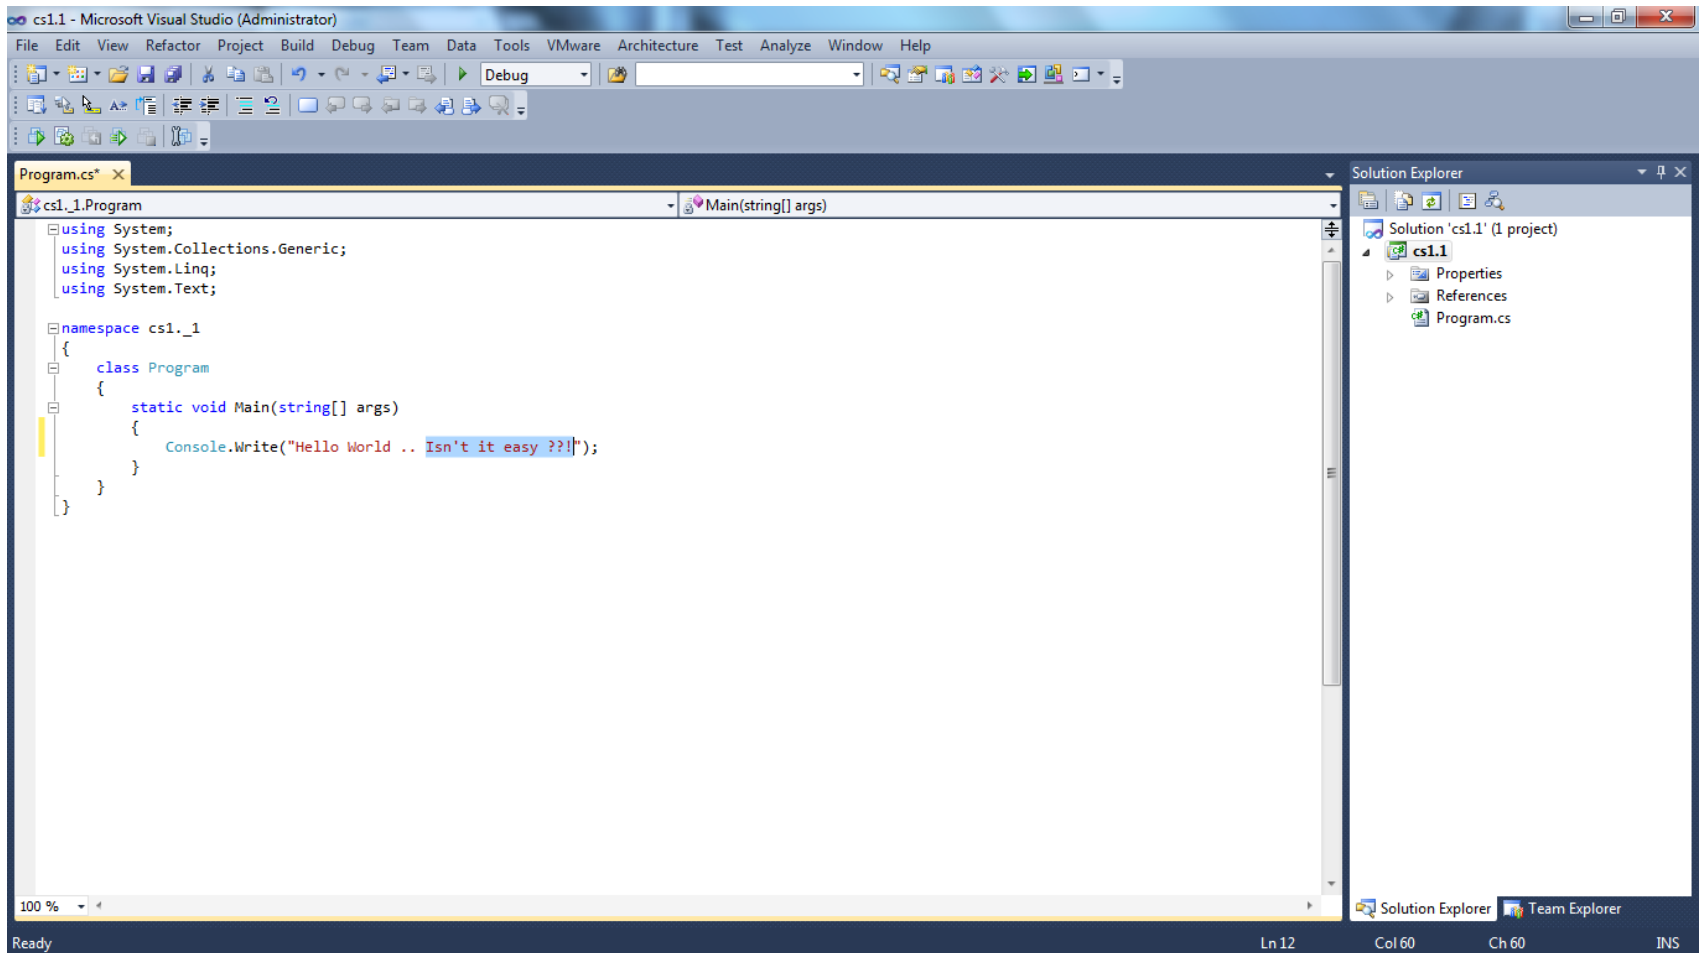 cs1.1 - Microsoft Visual Studio (Administrator)
File Edit View Refactor Project Build Debug Team Data Tools VMware Architecture Test Analyze Window Help
Debug
Program.cs*
cs1._1.Program
Main(string[] args)
using System;
using System.Collections.Generic;
using System.Linq;
using System.Text;
namespace cs1._1
{
class Program
{
static void Main(string[] args)
{
Console.Write("Hello World .. Isn't it easy ??!");
}
}
}
100 %
Solution Explorer
Solution 'cs1.1' (1 project)
cs1.1
Properties
References
Program.cs
Solution Explorer
Team Explorer
Ready
Ln 12
Col 60
Ch 60
INS